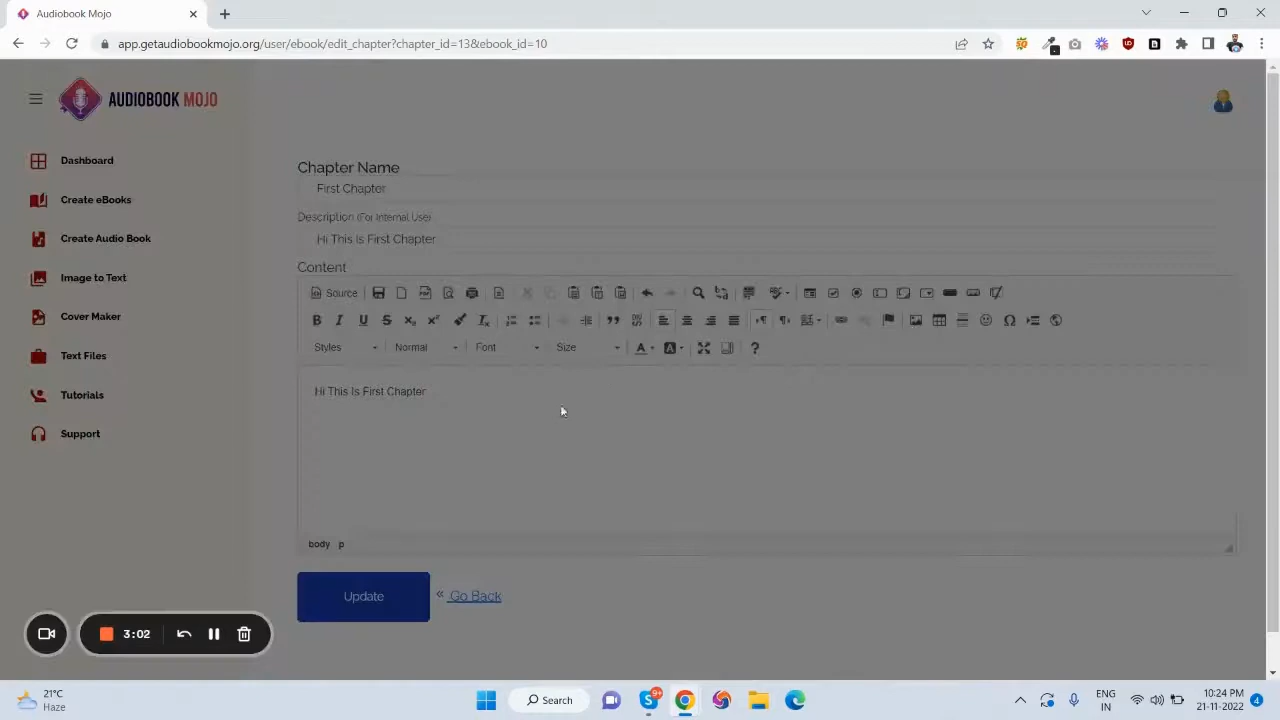 Audiobook Mojo
app.getaudiobookmojo.org/user/ebook/edit_chapter?chapter_id=13&ebook_id=10
AUDIOBOOK MOJO
Dashboard
Create eBooks
Create Audio Book
Image to Text
Cover Maker
Text Files
Tutorials
Support
Chapter Name
First Chapter
Description (For Internal Use)
Hi This Is First Chapter
Content
Source
Styles Normal Font Size
Hi This Is First Chapter
body p
Update « Go Back
3:02
21°C
Haze
Search
9+
ENG
IN
10:24 PM
21-11-2022
4